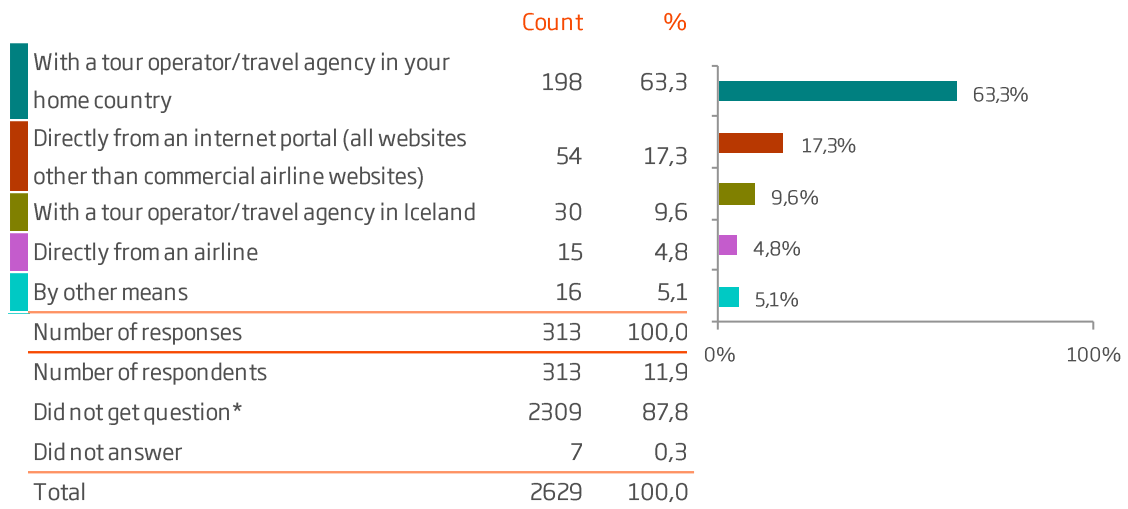 Count %
With a tour operator/travel agency in your
home country
198 63,3
Directly from an internet portal (all websites
other than commercial airline websites)
54 17,3
With a tour operator/travel agency in Iceland 30 9,6
Directly from an airline 15 4,8
By other means 16 5,1
Number of responses 313 100,0
Number of respondents 313 11,9
Did not get question* 2309 87,8
Did not answer 7 0,3
Total 2629 100,0
63,3%
17,3%
9,6%
4,8%
5,1%
0% 100%